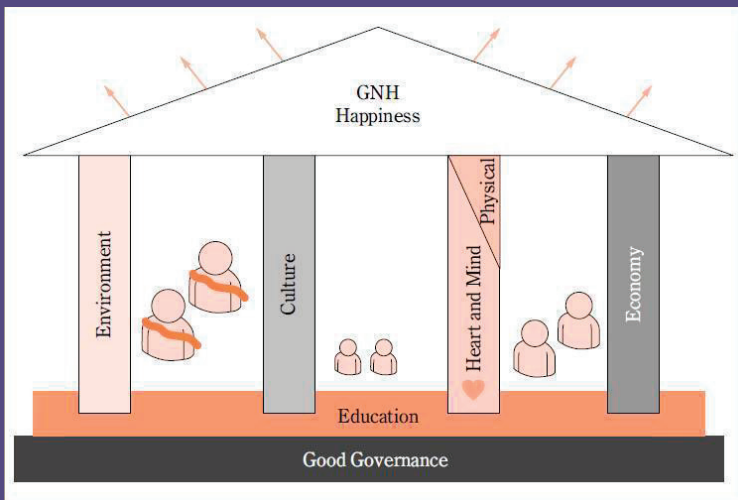 GNH
Happiness
Environment
Culture
Heart and Mind
Physical
Economy
Education
Good Governance